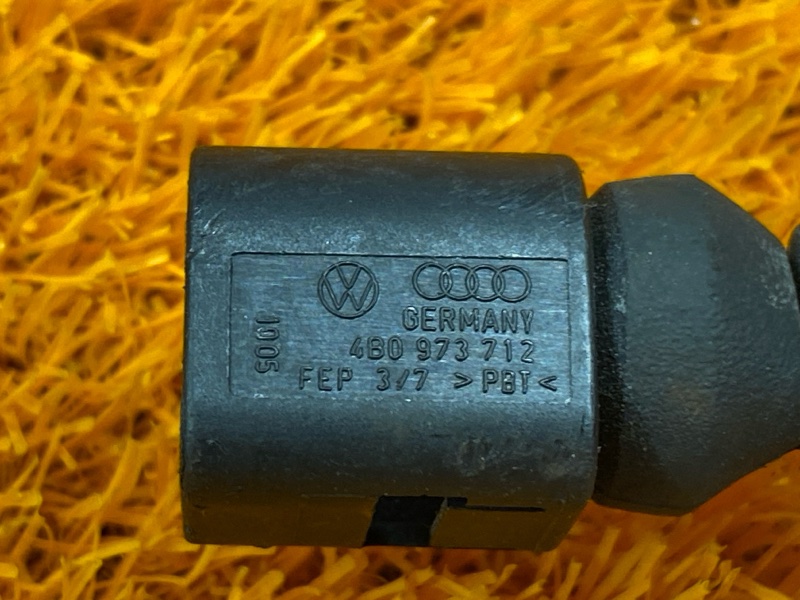 GERMANY
4B0 973 712
FEP 3/7 >PBT<
1005